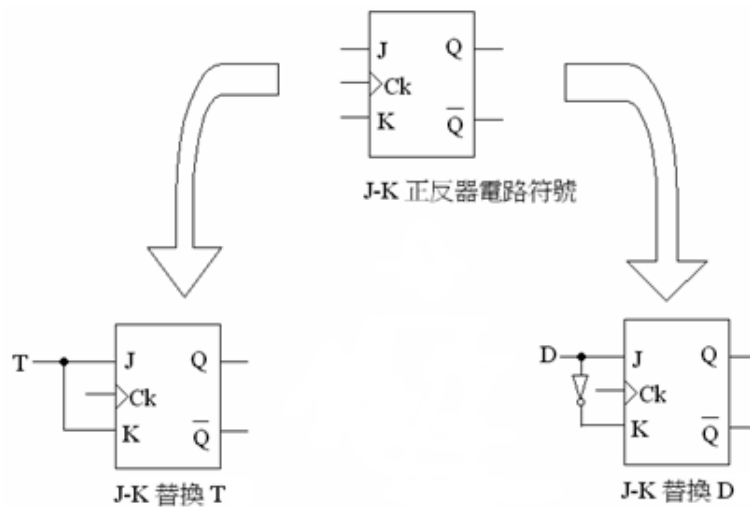 J Q
Ck
K Q̅
J-K 正反器電路符號
T J Q
Ck
K Q̅
J-K 替換 T
D J Q
Ck
K Q̅
J-K 替換 D